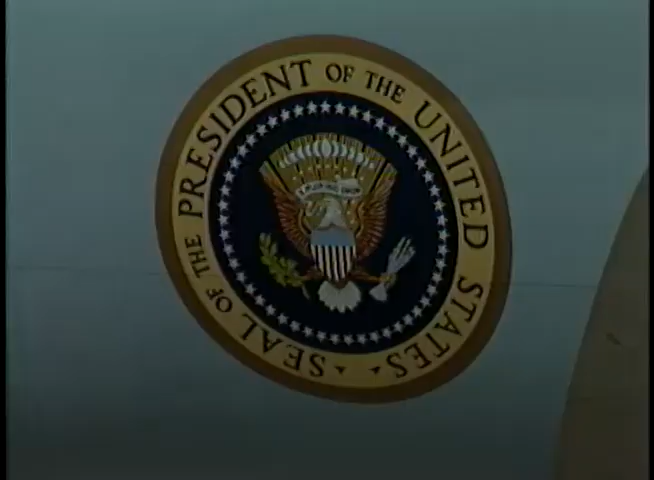 SEAL OF THE PRESIDENT OF THE UNITED STATES